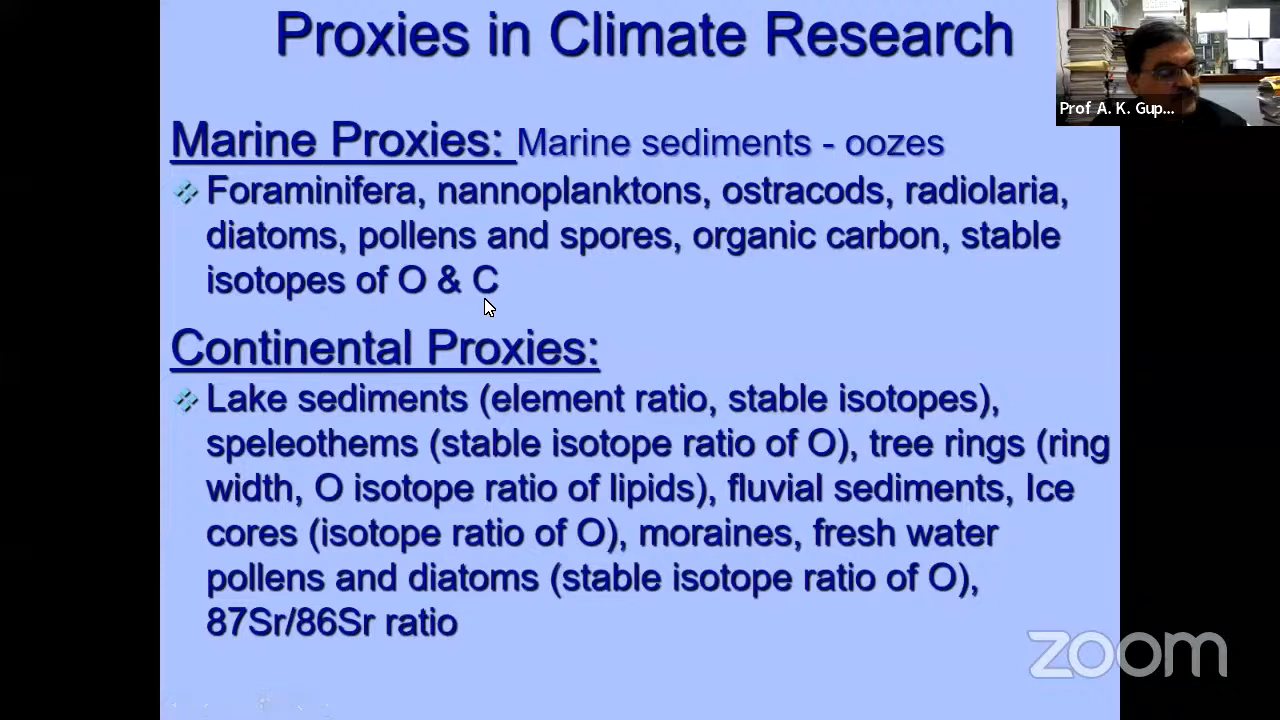 Proxies in Climate Research
Prof A. K. Gup...
Marine Proxies: Marine sediments - oozes
Foraminifera, nannoplanktons, ostracods, radiolaria,
diatoms, pollens and spores, organic carbon, stable
isotopes of O & C
Continental Proxies:
Lake sediments (element ratio, stable isotopes),
speleothems (stable isotope ratio of O), tree rings (ring
width, O isotope ratio of lipids), fluvial sediments, Ice
cores (isotope ratio of O), moraines, fresh water
pollens and diatoms (stable isotope ratio of O),
87Sr/86Sr ratio
zoom